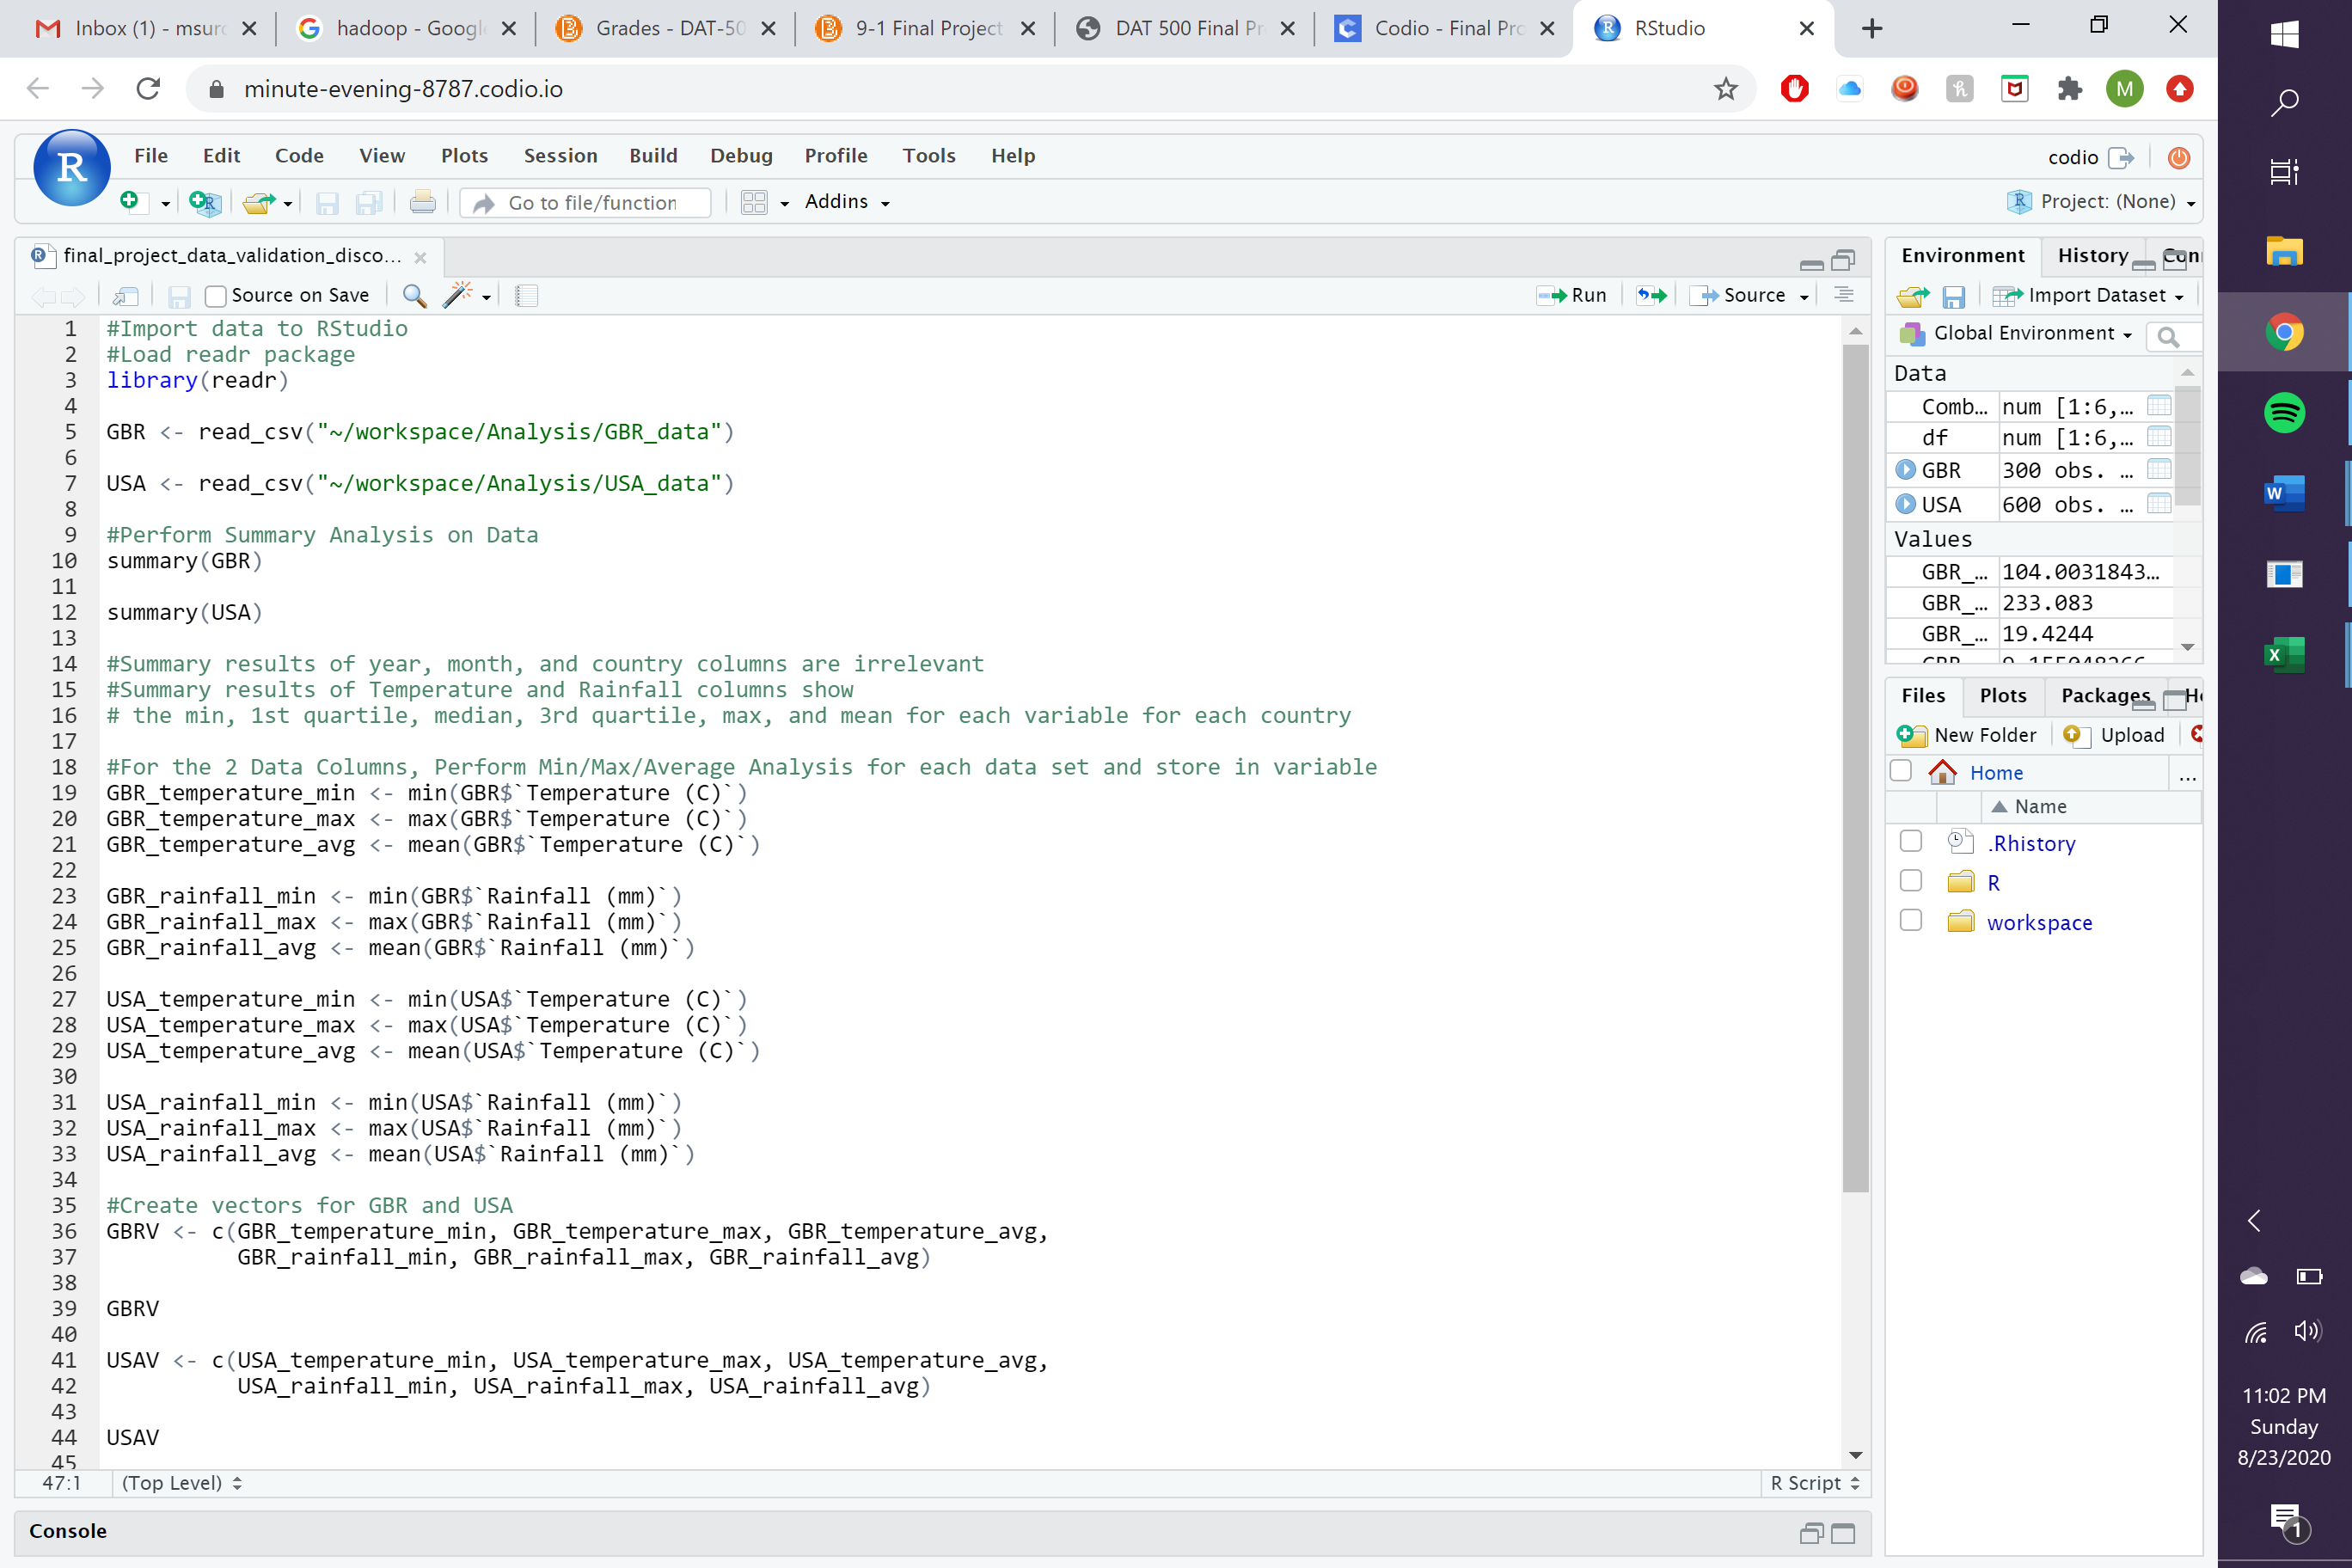 Inbox (1) - msurc
hadoop - Google
Grades - DAT-50
9-1 Final Project
DAT 500 Final Pr
Codio - Final Pro
RStudio
minute-evening-8787.codio.io
M
R
File Edit Code View Plots Session Build Debug Profile Tools Help
codio
Go to file/function
Addins
Project: (None)
final_project_data_validation_disco...
Source on Save
Run
Source
1 #Import data to RStudio
2 #Load readr package
3 library(readr)
4
5 GBR <- read_csv("~/workspace/Analysis/GBR_data")
6
7 USA <- read_csv("~/workspace/Analysis/USA_data")
8
9 #Perform Summary Analysis on Data
10 summary(GBR)
11
12 summary(USA)
13
14 #Summary results of year, month, and country columns are irrelevant
15 #Summary results of Temperature and Rainfall columns show
16 # the min, 1st quartile, median, 3rd quartile, max, and mean for each variable for each country
17
18 #For the 2 Data Columns, Perform Min/Max/Average Analysis for each data set and store in variable
19 GBR_temperature_min <- min(GBR$`Temperature (C)`)
20 GBR_temperature_max <- max(GBR$`Temperature (C)`)
21 GBR_temperature_avg <- mean(GBR$`Temperature (C)`)
22
23 GBR_rainfall_min <- min(GBR$`Rainfall (mm)`)
24 GBR_rainfall_max <- max(GBR$`Rainfall (mm)`)
25 GBR_rainfall_avg <- mean(GBR$`Rainfall (mm)`)
26
27 USA_temperature_min <- min(USA$`Temperature (C)`)
28 USA_temperature_max <- max(USA$`Temperature (C)`)
29 USA_temperature_avg <- mean(USA$`Temperature (C)`)
30
31 USA_rainfall_min <- min(USA$`Rainfall (mm)`)
32 USA_rainfall_max <- max(USA$`Rainfall (mm)`)
33 USA_rainfall_avg <- mean(USA$`Rainfall (mm)`)
34
35 #Create vectors for GBR and USA
36 GBRV <- c(GBR_temperature_min, GBR_temperature_max, GBR_temperature_avg,
37 GBR_rainfall_min, GBR_rainfall_max, GBR_rainfall_avg)
38
39 GBRV
40
41 USAV <- c(USA_temperature_min, USA_temperature_max, USA_temperature_avg,
42 USA_rainfall_min, USA_rainfall_max, USA_rainfall_avg)
43
44 USAV
45
47:1 (Top Level)
R Script
Console
Environment History Conn
Import Dataset
Global Environment
Data
Comb... num [1:6,...
df num [1:6,...
GBR 300 obs. ...
USA 600 obs. ...
Values
GBR_... 104.0031843...
GBR_... 233.083
GBR_... 19.4244
Files Plots Packages He
New Folder
Upload
Home
...
Name
.Rhistory
R
workspace
11:02 PM
Sunday
8/23/2020
1